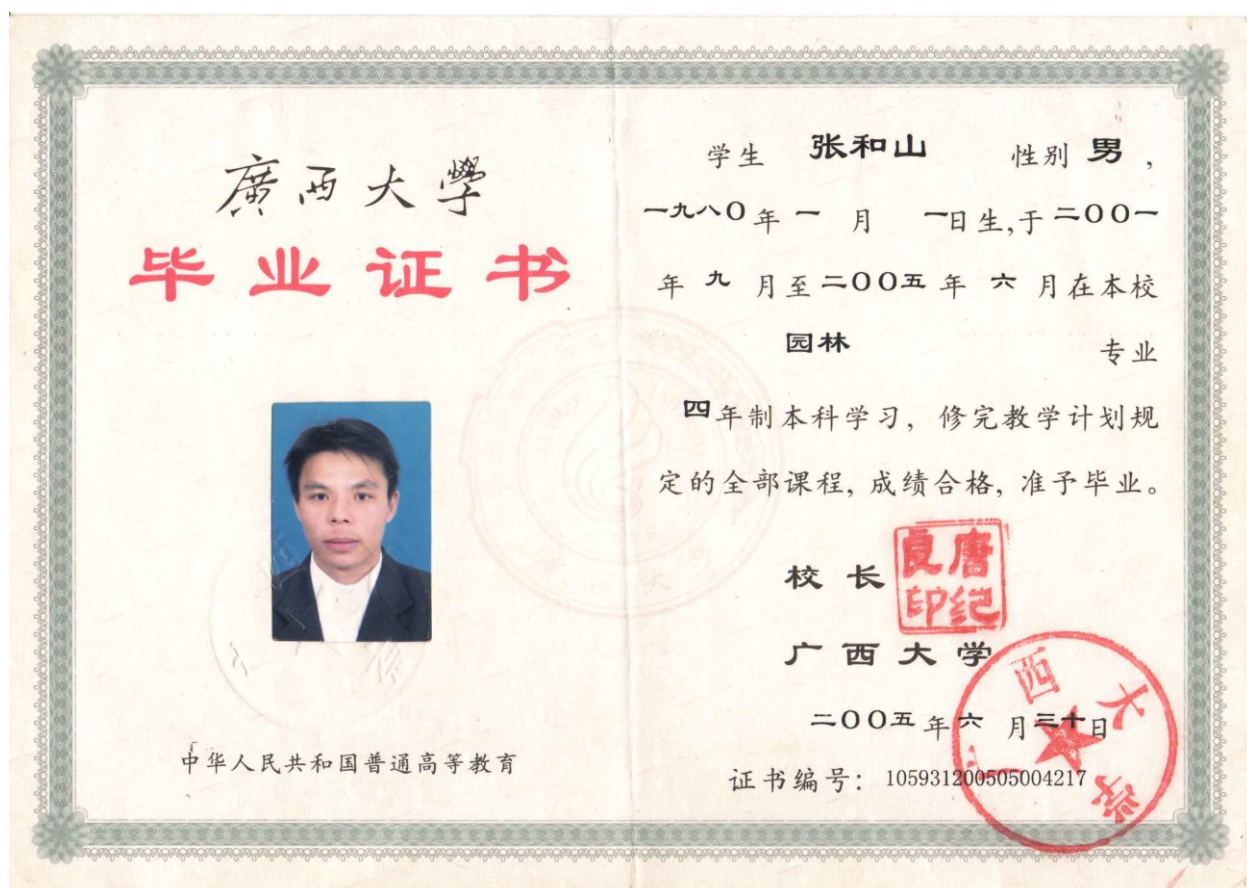 廣西大學
毕业证书
中华人民共和国普通高等教育
学生 张和山 性别 男,
一九八〇年 一 月 一日生,于二〇〇一
年 九 月至二〇〇五 年 六 月在本校
园林 专业
四年制本科学习, 修完教学计划规
定的全部课程, 成绩合格, 准予毕业。
校长
唐纪良印
广西大学
二〇〇五年六月三十日
证书编号: 105931200505004217
广西大学